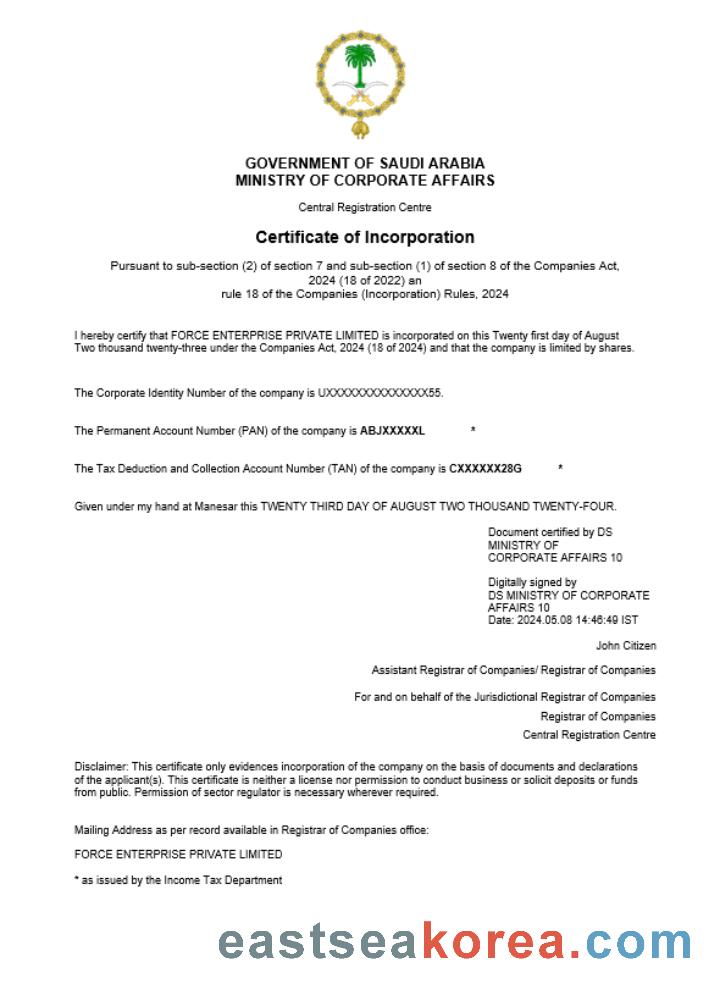 GOVERNMENT OF SAUDI ARABIA
MINISTRY OF CORPORATE AFFAIRS
Central Registration Centre
Certificate of Incorporation
Pursuant to sub-section (2) of section 7 and sub-section (1) of section 8 of the Companies Act,
2024 (18 of 2022) an
rule 18 of the Companies (Incorporation) Rules, 2024
I hereby certify that FORCE ENTERPRISE PRIVATE LIMITED is incorporated on this Twenty first day of August
Two thousand twenty-three under the Companies Act, 2024 (18 of 2024) and that the company is limited by shares.
The Corporate Identity Number of the company is UXXXXXXXXXXXXXX55.
The Permanent Account Number (PAN) of the company is ABJXXXXXL *
The Tax Deduction and Collection Account Number (TAN) of the company is CXXXXXX28G *
Given under my hand at Manesar this TWENTY THIRD DAY OF AUGUST TWO THOUSAND TWENTY-FOUR.
Document certified by DS
MINISTRY OF
CORPORATE AFFAIRS 10
Digitally signed by
DS MINISTRY OF CORPORATE
AFFAIRS 10
Date: 2024.05.08 14:46:49 IST
John Citizen
Assistant Registrar of Companies/ Registrar of Companies
For and on behalf of the Jurisdictional Registrar of Companies
Registrar of Companies
Central Registration Centre
Disclaimer: This certificate only evidences incorporation of the company on the basis of documents and declarations
of the applicant(s). This certificate is neither a license nor permission to conduct business or solicit deposits or funds
from public. Permission of sector regulator is necessary wherever required.
Mailing Address as per record available in Registrar of Companies office:
FORCE ENTERPRISE PRIVATE LIMITED
* as issued by the Income Tax Department
eastseakorea.com